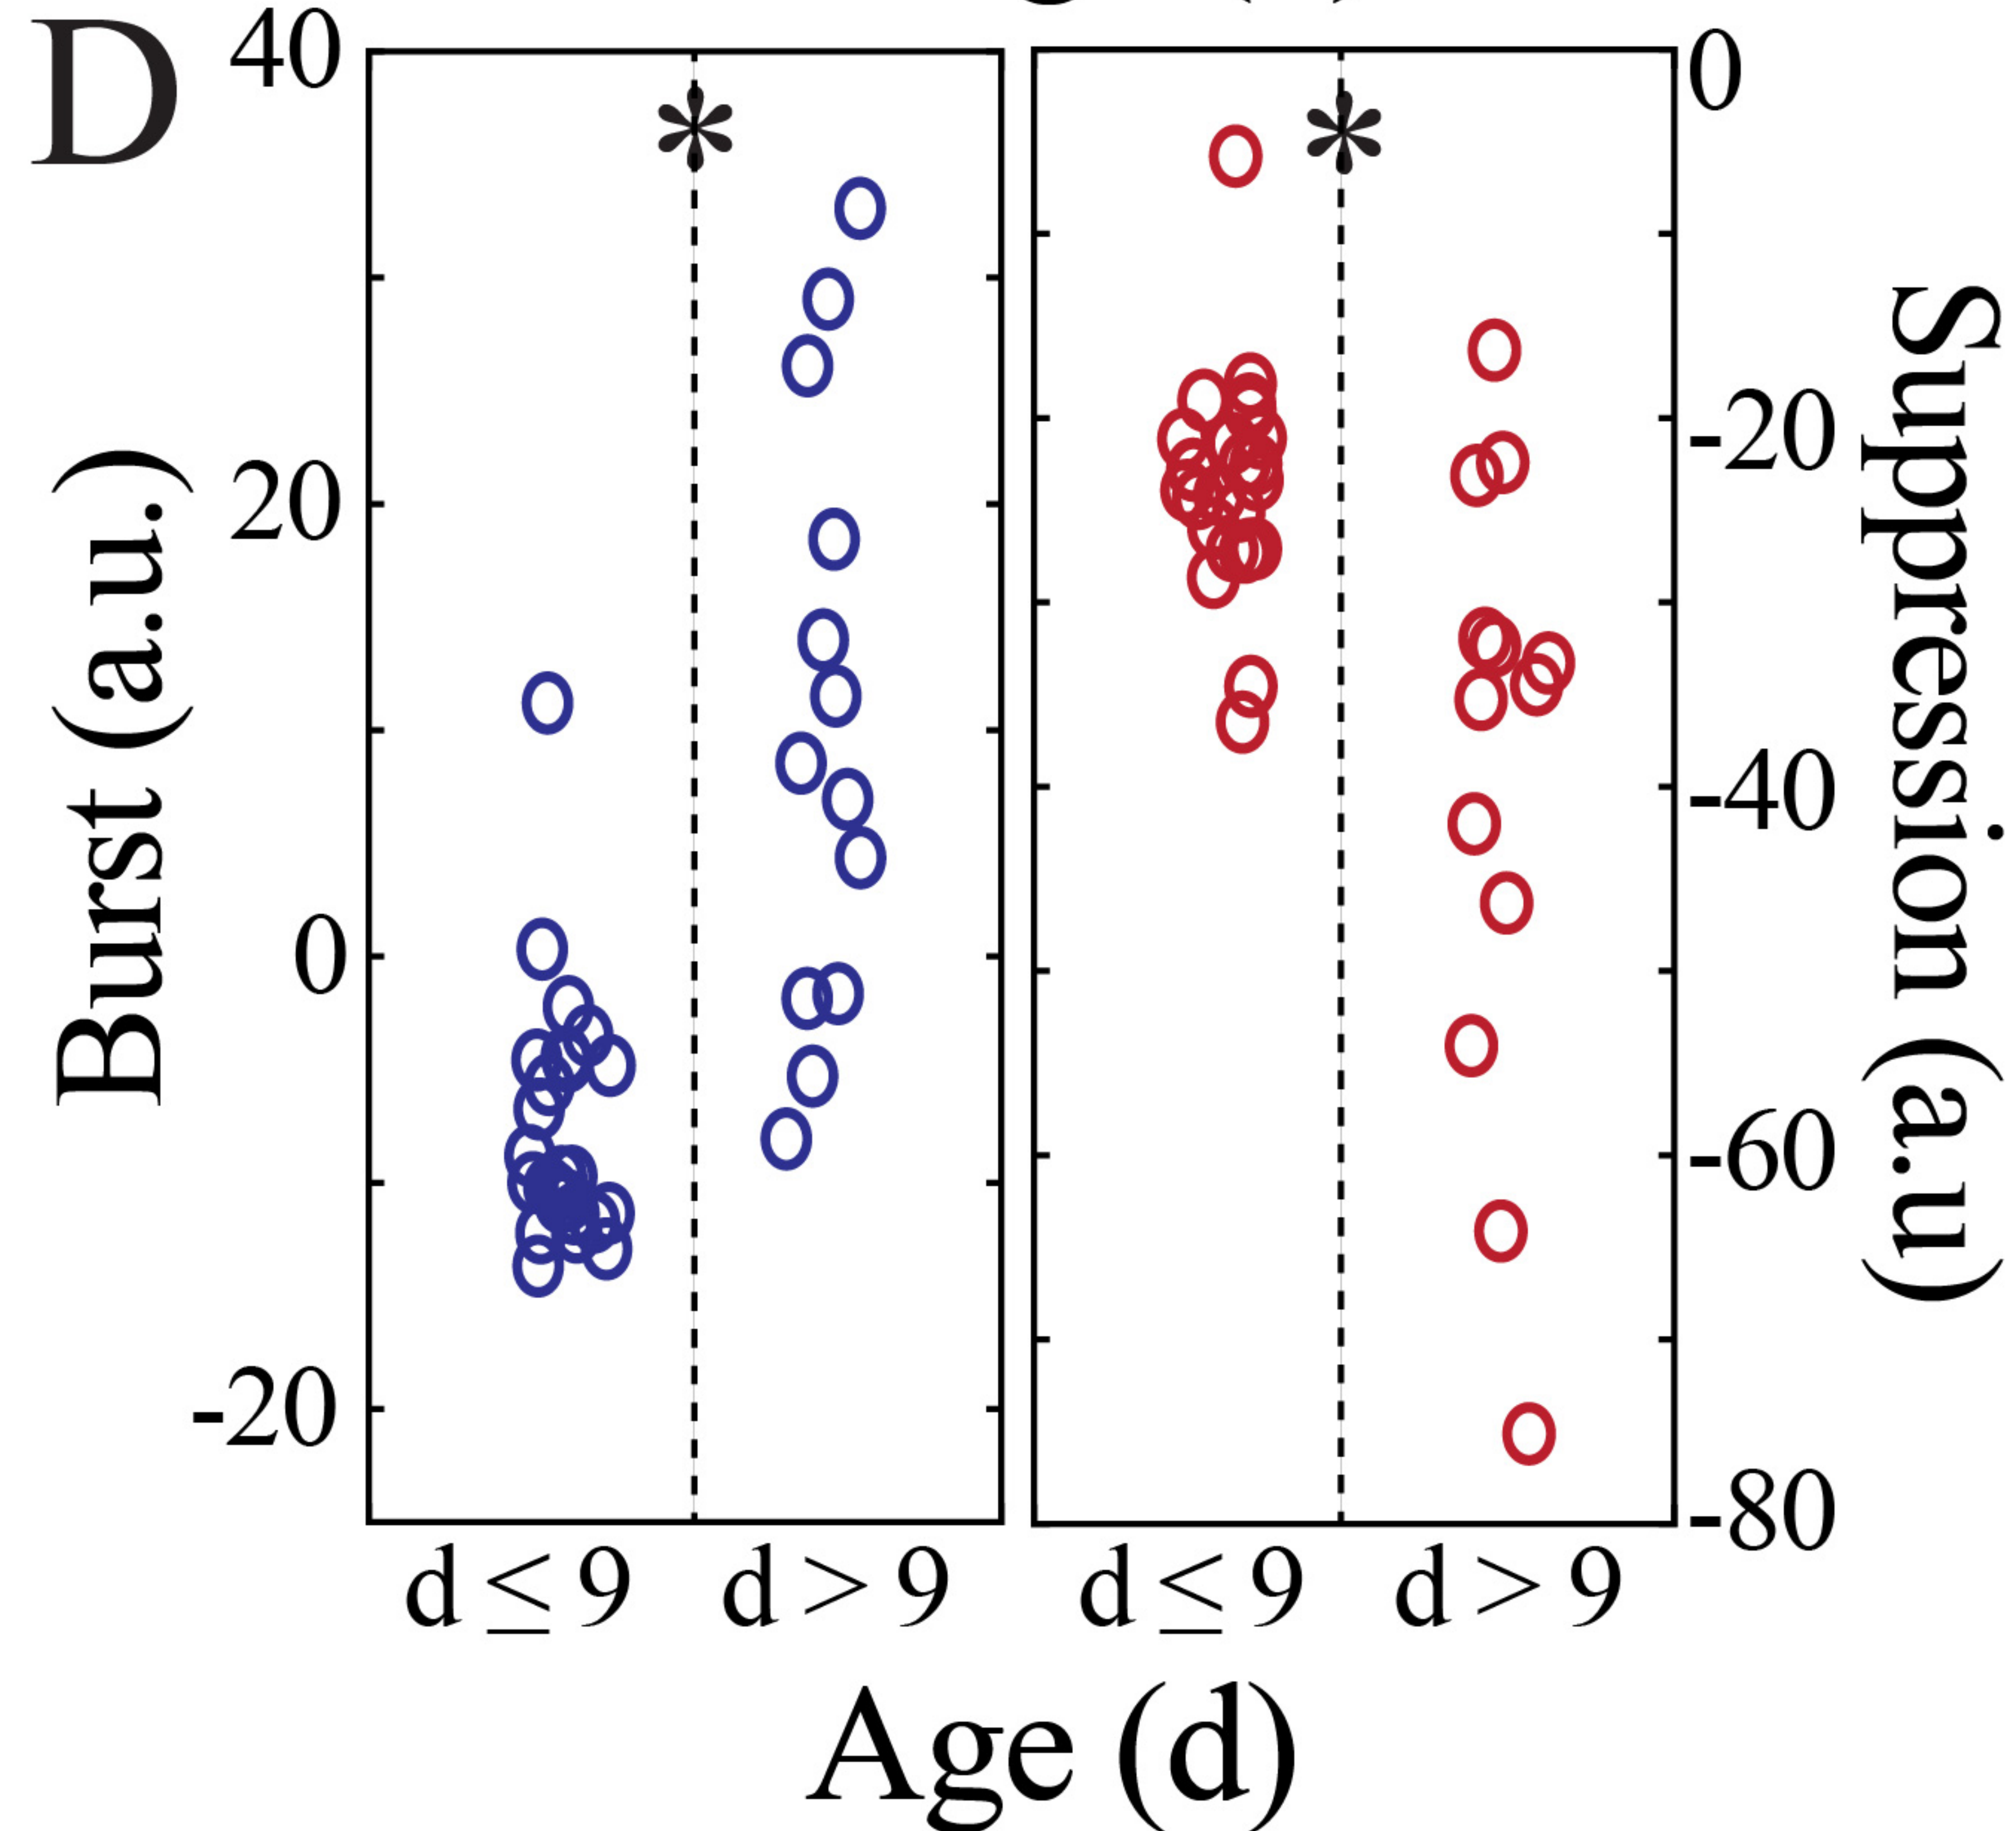 D
40
20
0
-20
Burst (a.u.)
*
*
0
-20
-40
-60
-80
Suppression (a.u)
d ≤ 9 d > 9 d ≤ 9 d > 9
Age (d)